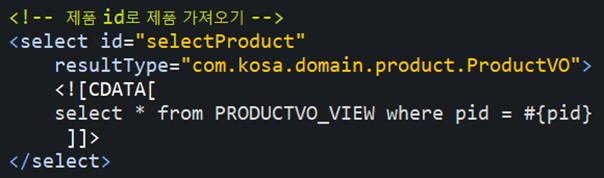 <!-- 제품 id로 제품 가져오기 -->
<select id="selectProduct"
resultType="com.kosa.domain.product.ProductVO">
<![CDATA[
select * from PRODUCTVO_VIEW where pid = #{pid}
]]>
</select>